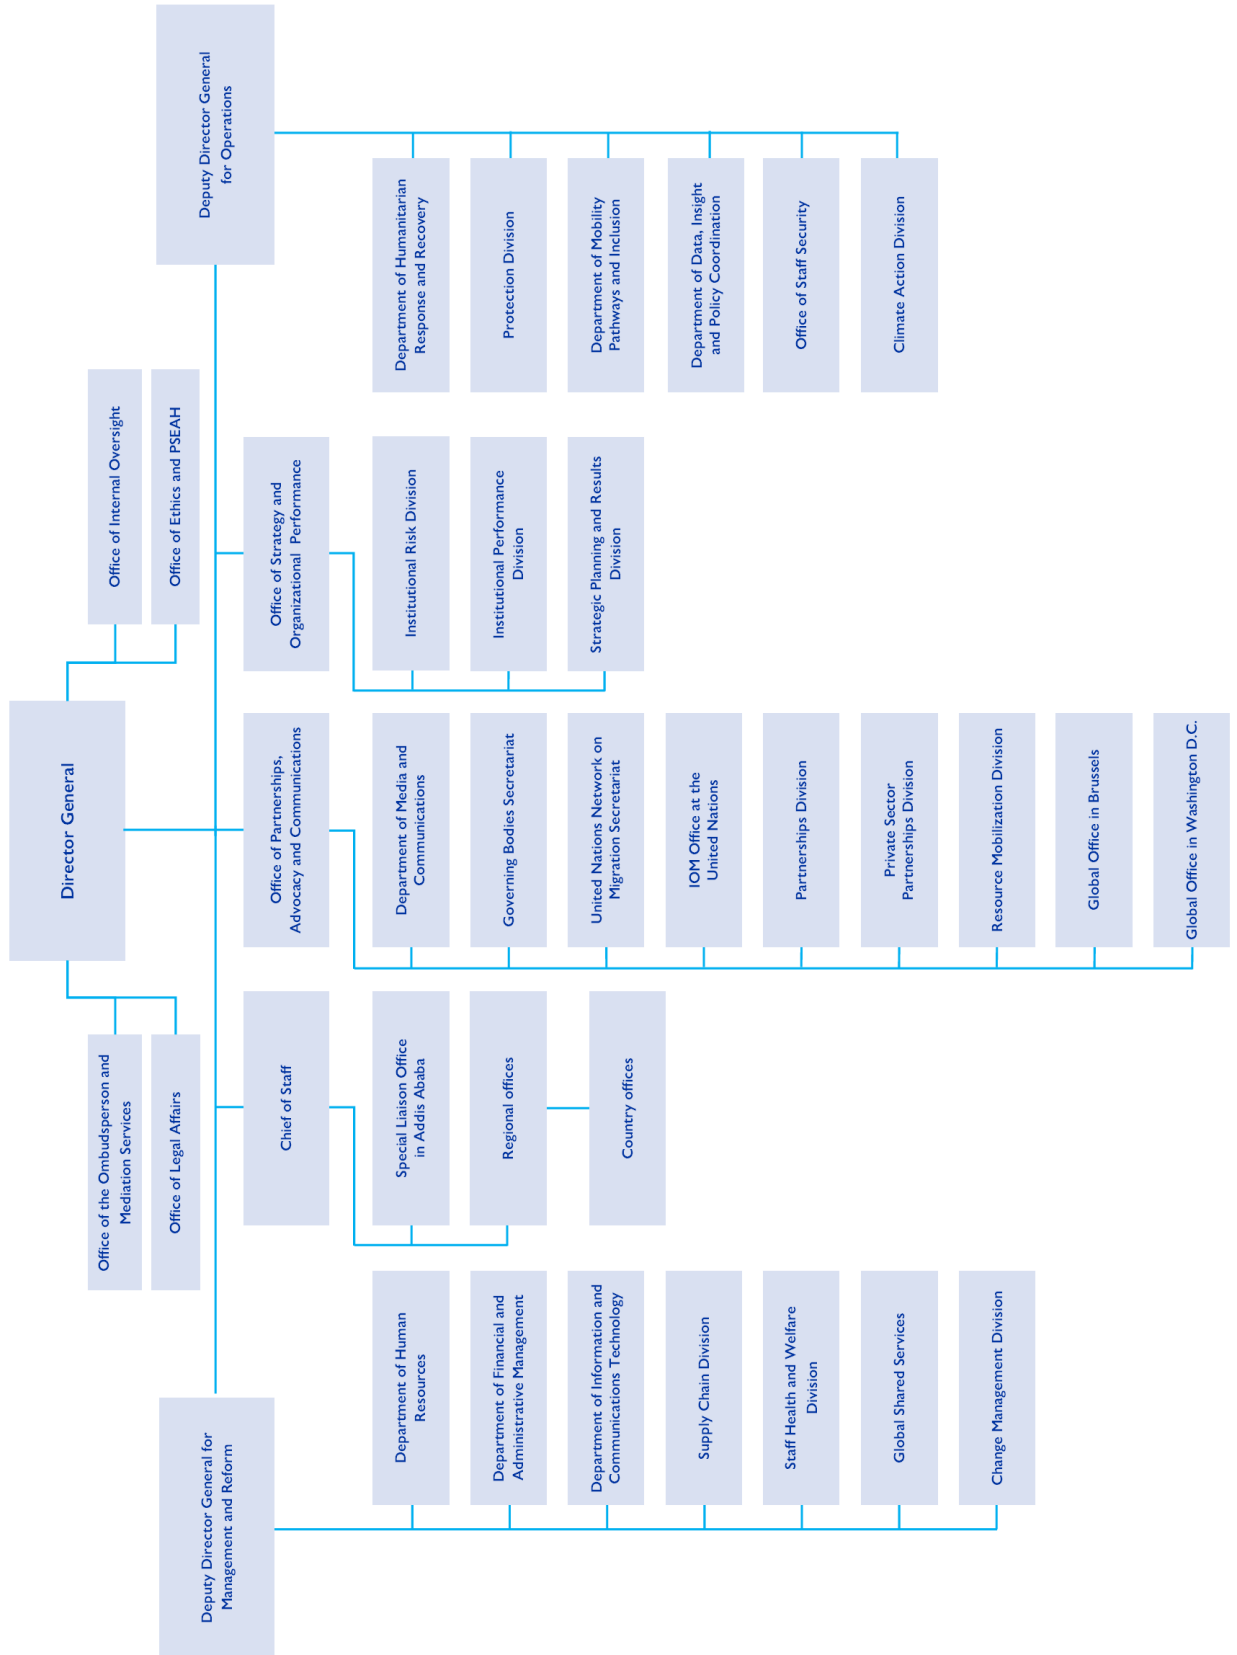 Director General
Office of the Ombudsperson and
Mediation Services
Office of Legal Affairs
Office of Internal Oversight
Office of Ethics and PSEAH
Deputy Director General for
Management and Reform
Department of Human
Resources
Department of Financial and
Administrative Management
Department of Information and
Communications Technology
Supply Chain Division
Staff Health and Welfare
Division
Global Shared Services
Change Management Division
Chief of Staff
Special Liaison Office
in Addis Ababa
Regional offices
Country offices
Office of Partnerships,
Advocacy and Communications
Department of Media and
Communications
Governing Bodies Secretariat
United Nations Network on
Migration Secretariat
IOM Office at the
United Nations
Partnerships Division
Private Sector
Partnerships Division
Resource Mobilization Division
Global Office in Brussels
Global Office in Washington D.C.
Office of Strategy and
Organizational Performance
Institutional Risk Division
Institutional Performance
Division
Strategic Planning and Results
Division
Deputy Director General
for Operations
Department of Humanitarian
Response and Recovery
Protection Division
Department of Mobility
Pathways and Inclusion
Department of Data, Insight
and Policy Coordination
Office of Staff Security
Climate Action Division